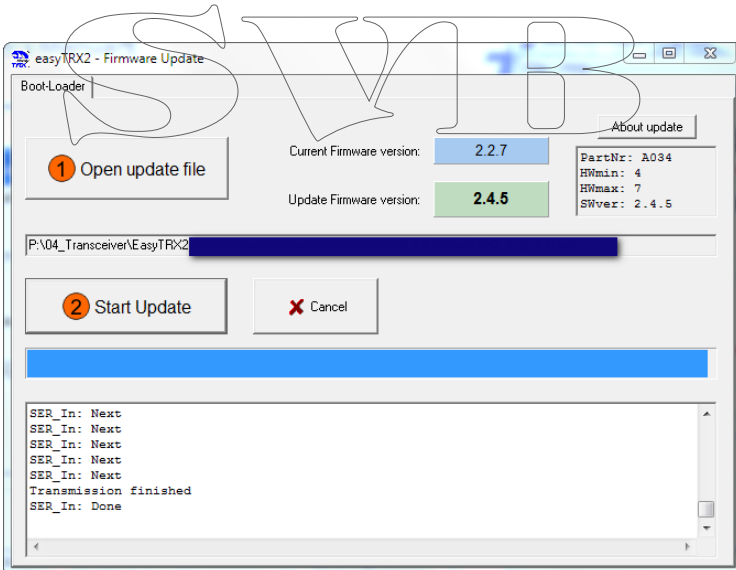 SVB
easyTRX2 - Firmware Update
Boot-Loader
About update
1 Open update file
Current Firmware version: 2.2.7
Update Firmware version: 2.4.5
PartNr: A034
HWmin: 4
HWmax: 7
SWver: 2.4.5
P:\04_Transceiver\EasyTRX2
2 Start Update
Cancel
SER_In: Next
SER_In: Next
SER_In: Next
SER_In: Next
SER_In: Next
Transmission finished
SER_In: Done